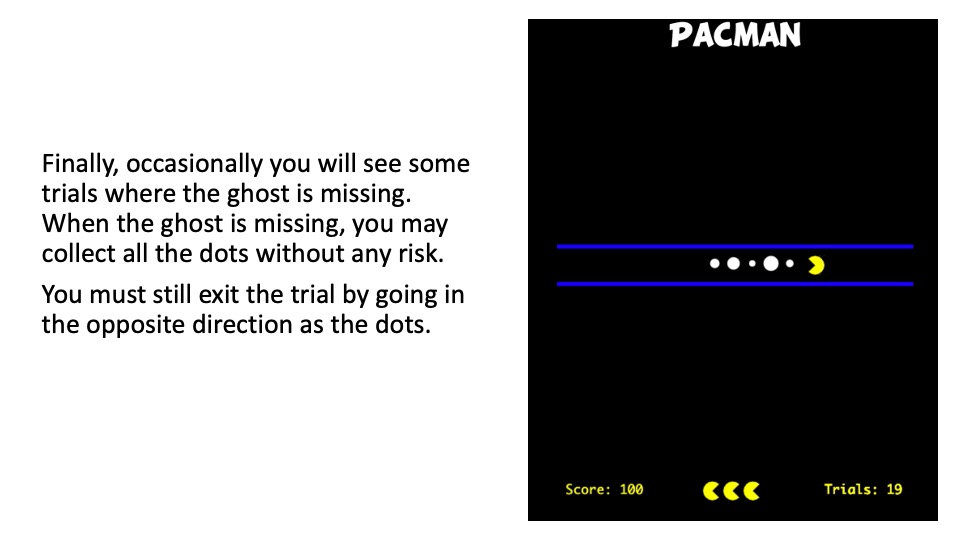 Finally, occasionally you will see some
trials where the ghost is missing.
When the ghost is missing, you may
collect all the dots without any risk.
You must still exit the trial by going in
the opposite direction as the dots.
PACMAN
Score: 100
Trials: 19